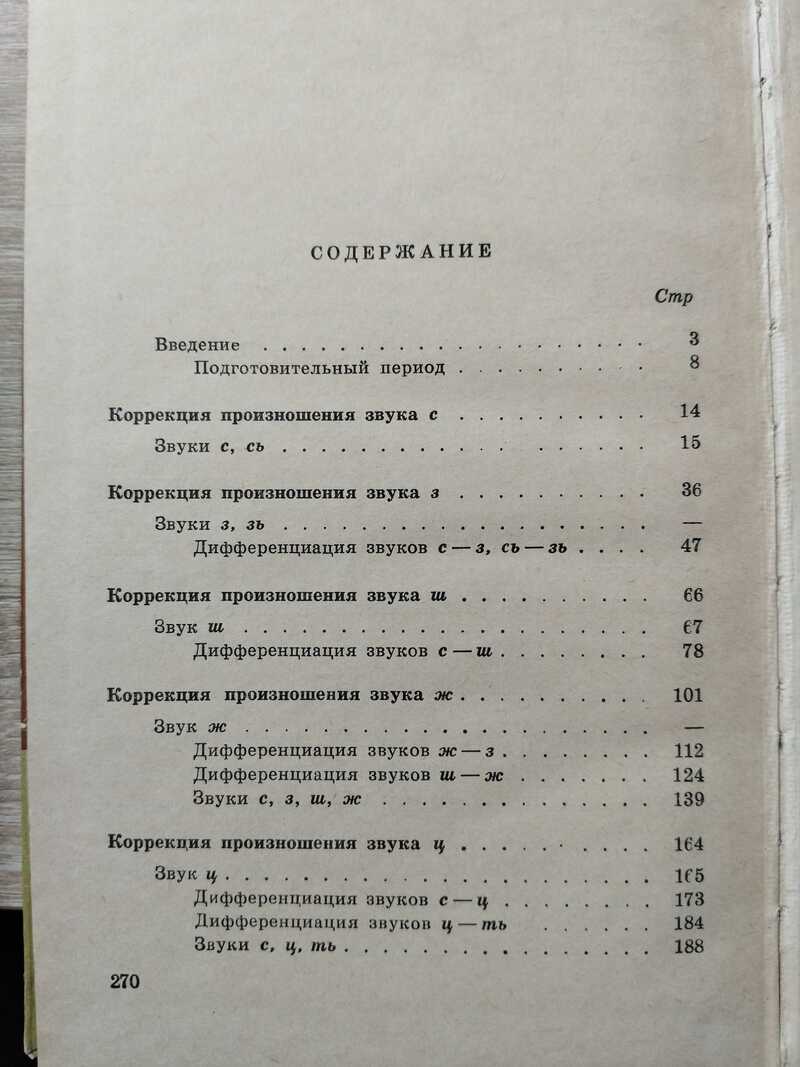 СОДЕРЖАНИЕ
Стр
Введение . . . . . . . . . . . . . . . . . . . . 3
Подготовительный период . . . . . . . . . . 8
Коррекция произношения звука с . . . . . . . . . . 14
Звуки с, сь . . . . . . . . . . . . . . . . . . 15
Коррекция произношения звука з . . . . . . . . . . 36
Звуки з, зь . . . . . . . . . . . . . . . . . . . —
Дифференциация звуков с — з, сь — зь . . . . 47
Коррекция произношения звука ш . . . . . . . . . . 66
Звук ш . . . . . . . . . . . . . . . . . . . . . 67
Дифференциация звуков с — ш . . . . . . . . 78
Коррекция произношения звука ж . . . . . . . . . . 101
Звук ж . . . . . . . . . . . . . . . . . . . . . —
Дифференциация звуков ж — з . . . . . . . . 112
Дифференциация звуков ш — ж . . . . . . . 124
Звуки с, з, ш, ж . . . . . . . . . . . . . . 139
Коррекция произношения звука ц . . . . . . . . . . 164
Звук ц . . . . . . . . . . . . . . . . . . . . . . 165
Дифференциация звуков с — ц . . . . . . . . 173
Дифференциация звуков ц — ть . . . . . . 184
Звуки с, ц, ть . . . . . . . . . . . . . . . . 188
270